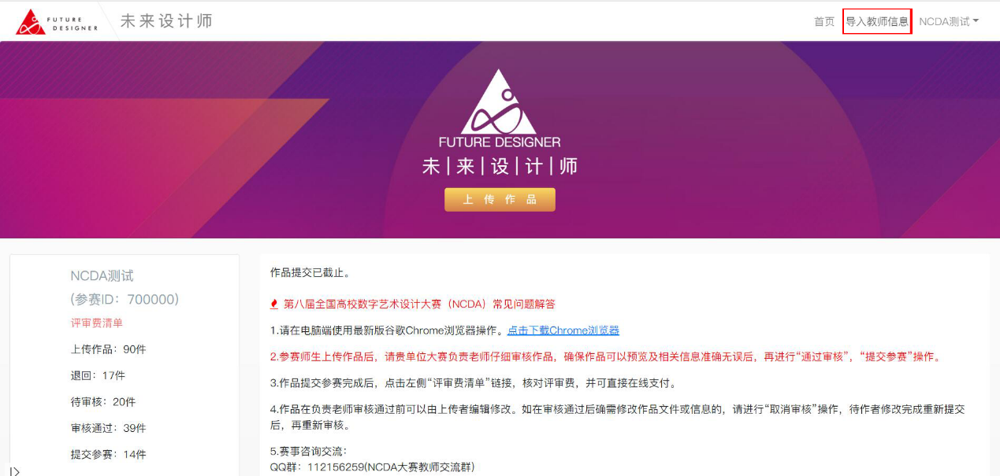 FUTURE
DESIGNER
未来设计师
首页 导入教师信息 NCDA测试
FUTURE DESIGNER
未|来|设|计|师
上传作品
NCDA测试
(参赛ID：700000)
评审费清单
上传作品：90件
退回：17件
待审核：20件
审核通过：39件
提交参赛：14件
作品提交已截止。
第八届全国高校数字艺术设计大赛（NCDA）常见问题解答
1.请在电脑端使用最新版谷歌Chrome浏览器操作。点击下载Chrome浏览器
2.参赛师生上传作品后，请贵单位大赛负责老师仔细审核作品，确保作品可以预览及相关信息准确无误后，再进行“通过审核”，“提交参赛”操作。
3.作品提交参赛完成后，点击左侧“评审费清单”链接，核对评审费，并可直接在线支付。
4.作品在负责老师审核通过前可以由上传者编辑修改。如在审核通过后确需修改作品文件或信息的，请进行“取消审核”操作，待作者修改完成重新提交
后，再重新审核。
5.赛事咨询交流：
QQ群：112156259(NCDA大赛教师交流群)